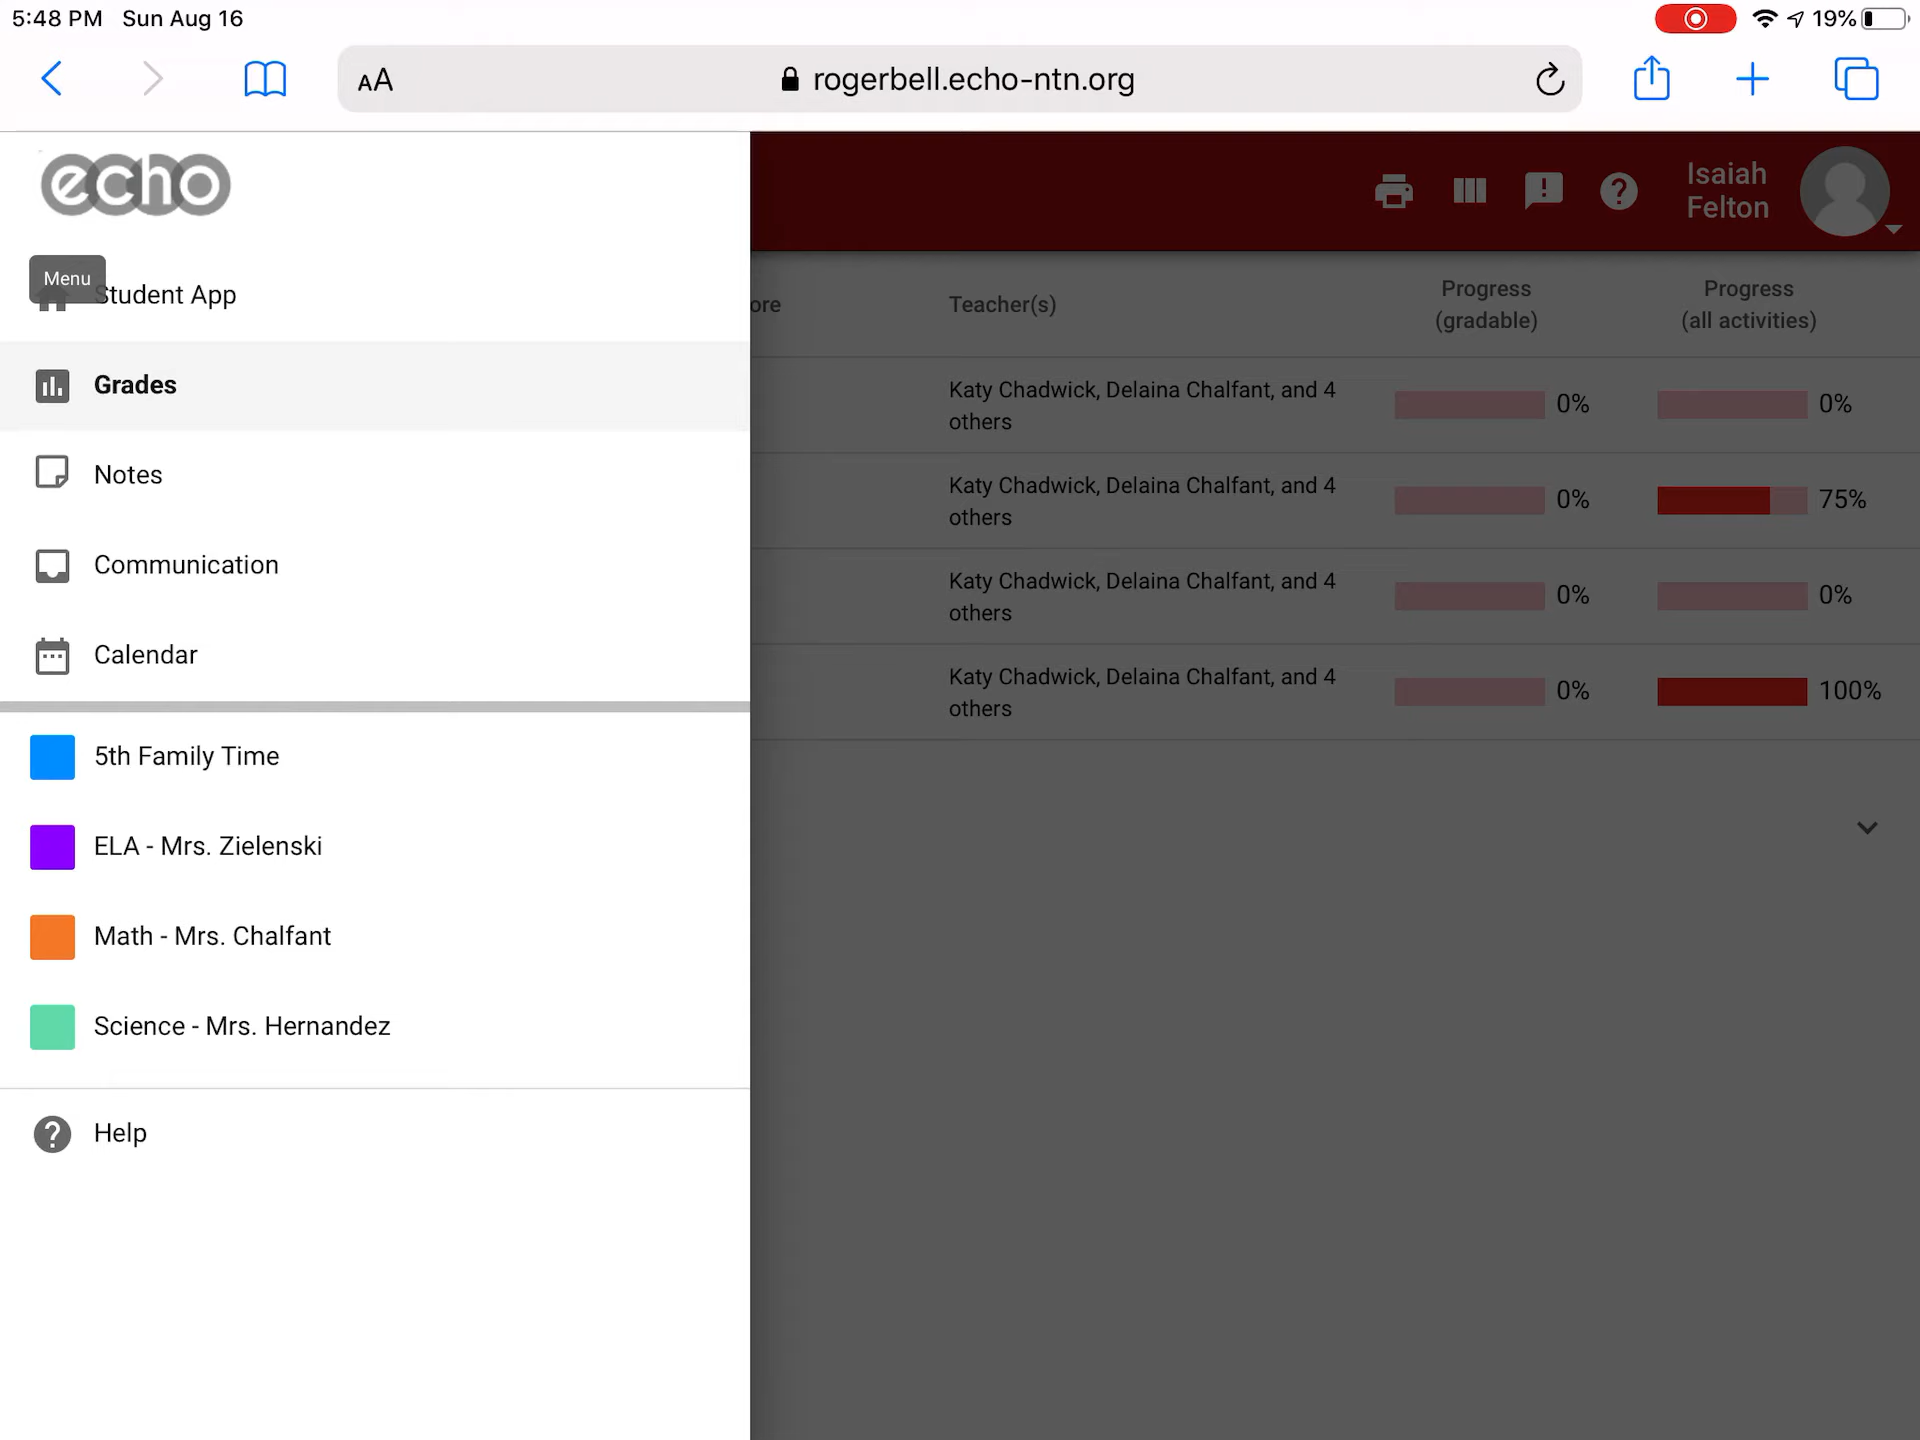 5:48 PM Sun Aug 16
19%
AA
rogerbell.echo-ntn.org
echo
Isaiah
Felton
Menu
Student App
Grades
Notes
Communication
Calendar
5th Family Time
ELA - Mrs. Zielenski
Math - Mrs. Chalfant
Science - Mrs. Hernandez
Help
ore
Teacher(s)
Progress
(gradable)
Progress
(all activities)
Katy Chadwick, Delaina Chalfant, and 4
others
0%
0%
Katy Chadwick, Delaina Chalfant, and 4
others
0%
75%
Katy Chadwick, Delaina Chalfant, and 4
others
0%
0%
Katy Chadwick, Delaina Chalfant, and 4
others
0%
100%